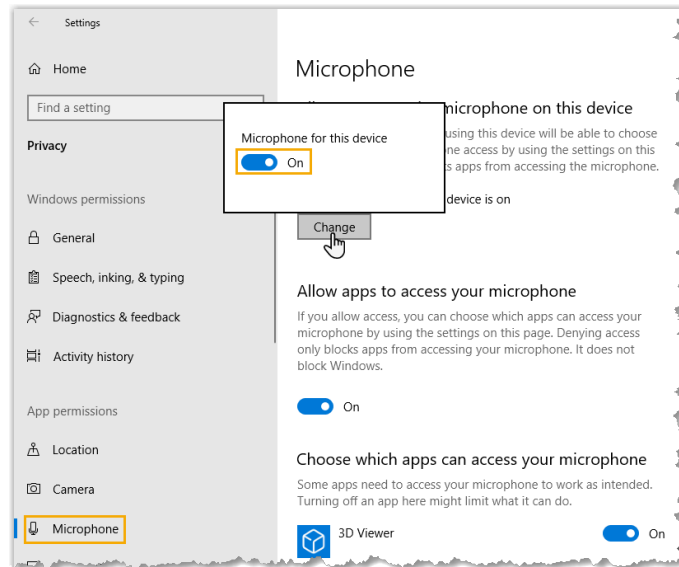 Settings
Home
Find a setting
Privacy
Windows permissions
General
Speech, inking, & typing
Diagnostics & feedback
Activity history
App permissions
Location
Camera
Microphone
Microphone
microphone on this device
using this device will be able to choose
access by using the settings on this
apps from accessing the microphone.
device is on
Microphone for this device
On
Change
Allow apps to access your microphone
If you allow access, you can choose which apps can access your
microphone by using the settings on this page. Denying access
only blocks apps from accessing your microphone. It does not
block Windows.
On
Choose which apps can access your microphone
Some apps need to access your microphone to work as intended.
Turning off an app here might limit what it can do.
3D Viewer
On